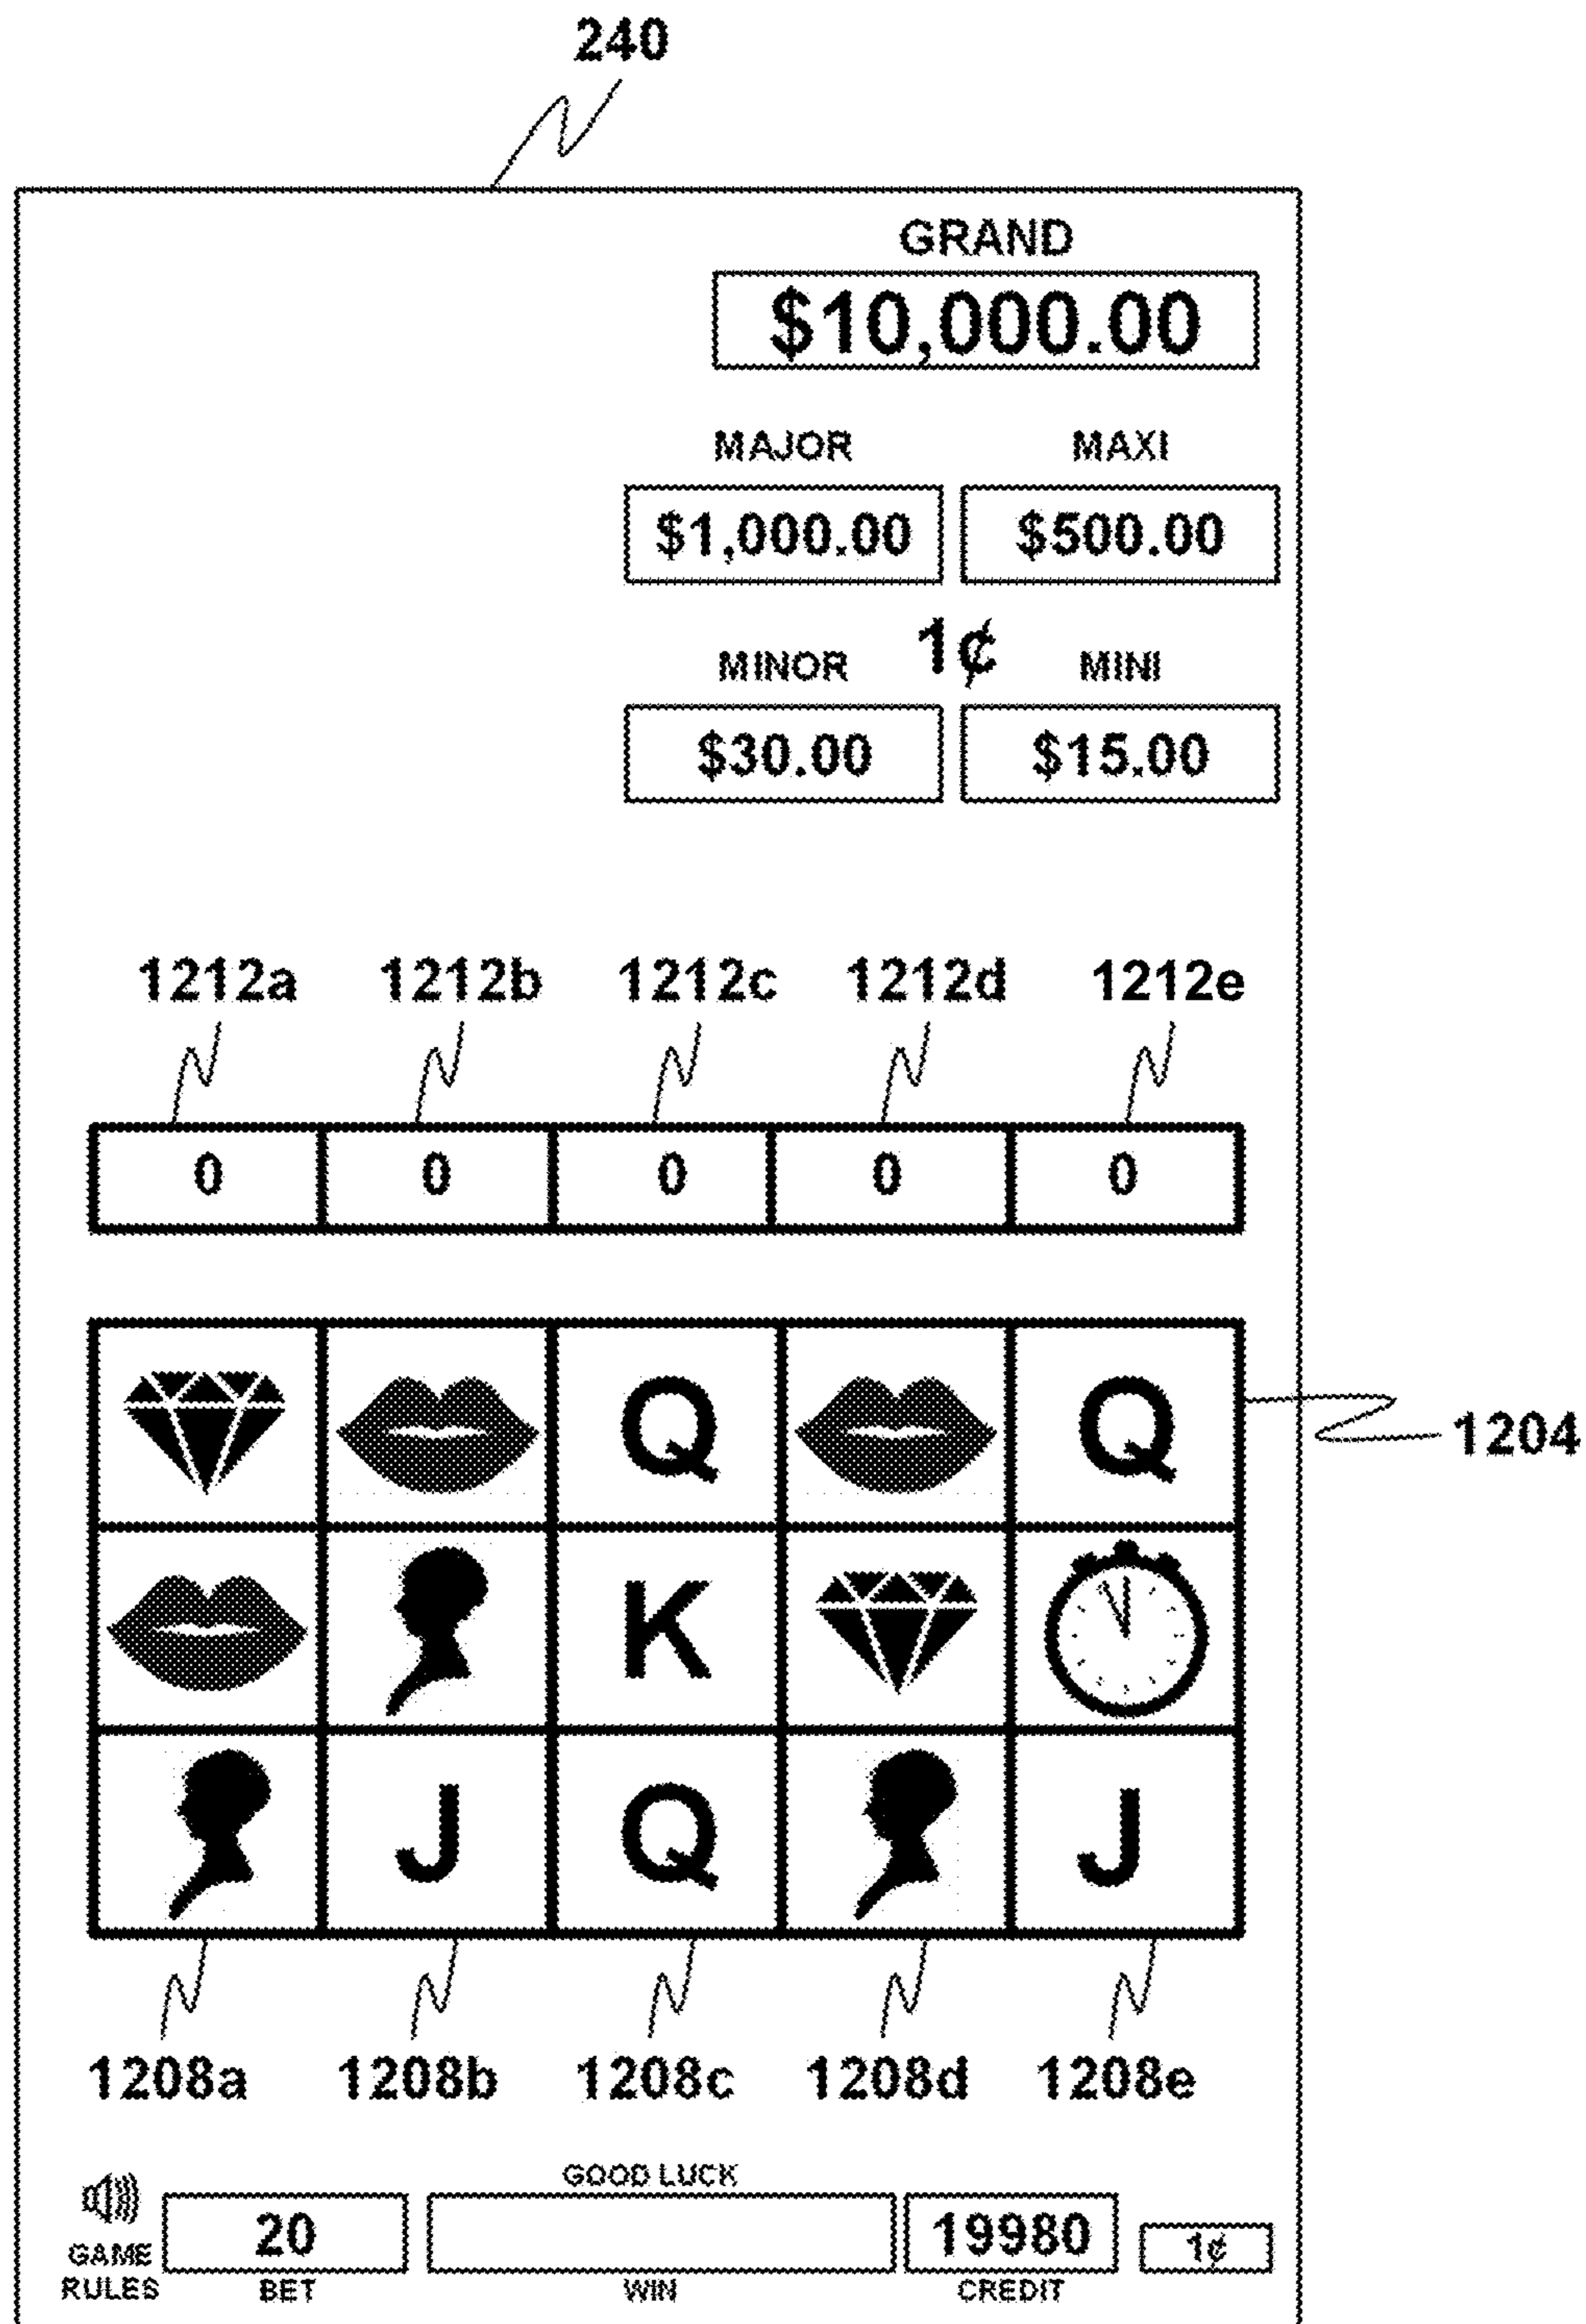 240
GRAND
$10,000.00
MAJOR MAXI
$1,000.00 $500.00
1¢
MINOR MINI
$30.00 $15.00
1212a 1212b 1212c 1212d 1212e
0 0 0 0 0
Q Q
1204
K
J Q J
1208a 1208b 1208c 1208d 1208e
GOOD LUCK
20 19980 1¢
GAME
RULES BET WIN CREDIT